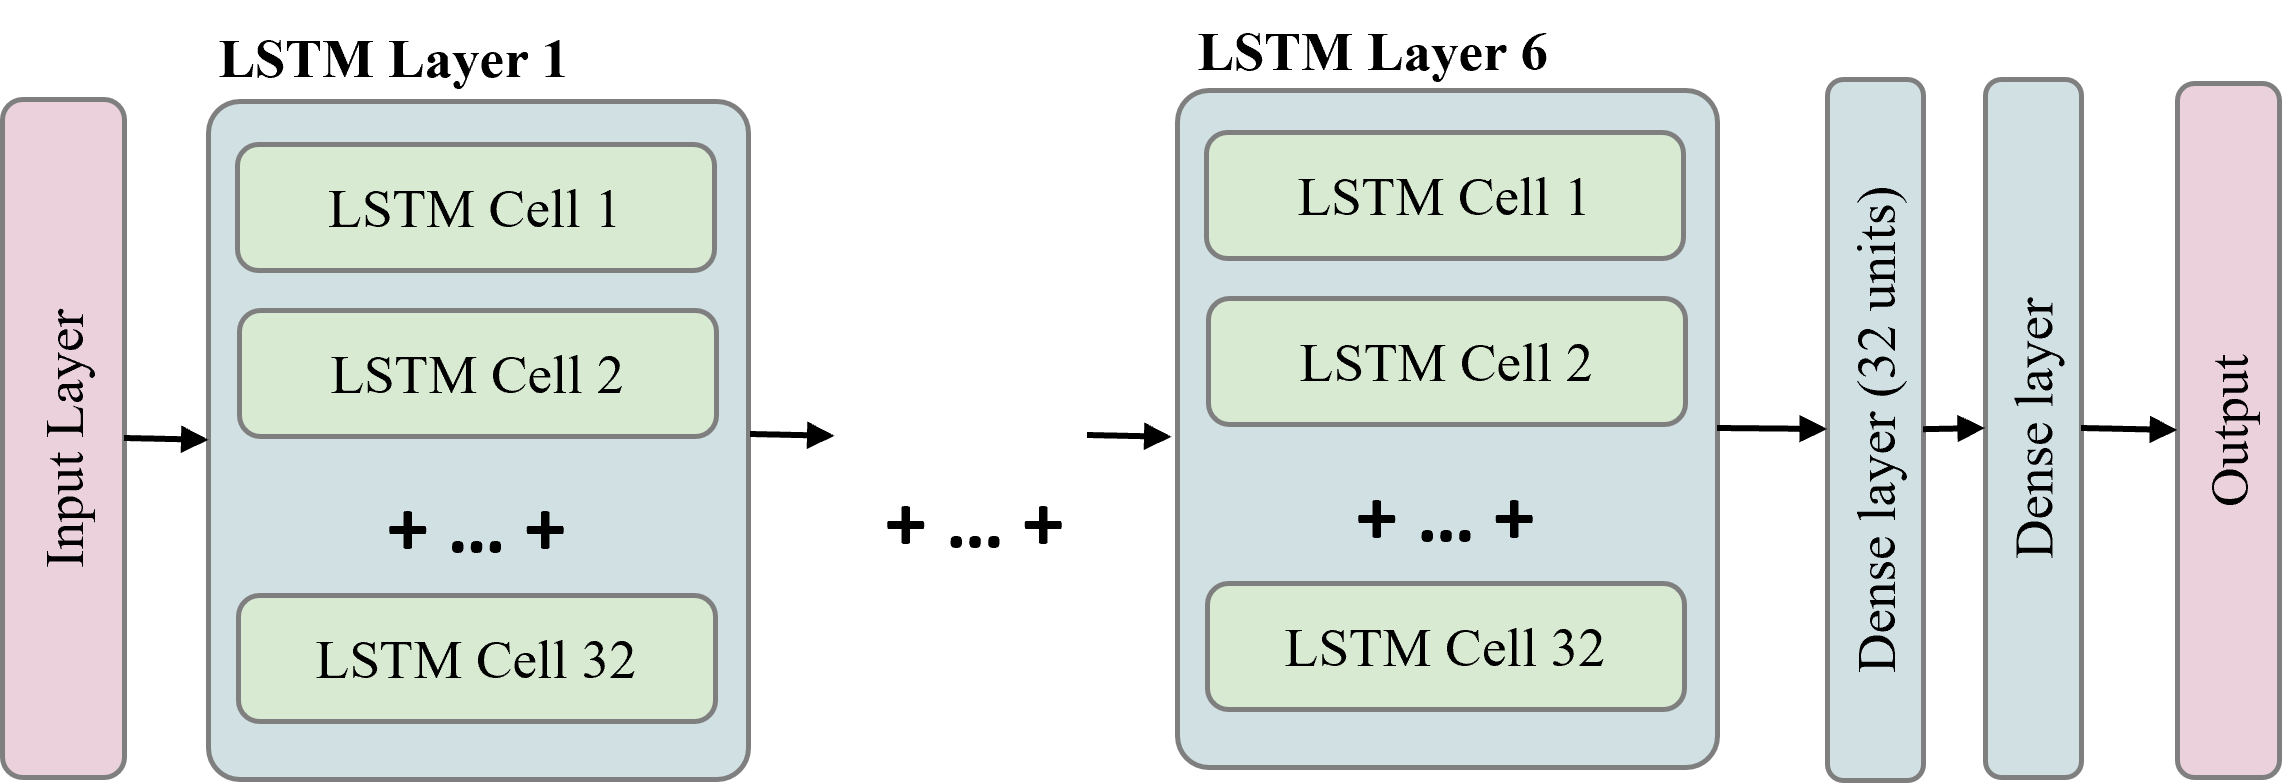 Input Layer
LSTM Layer 1
LSTM Cell 1
LSTM Cell 2
+ ... +
LSTM Cell 32
+ ... +
LSTM Layer 6
LSTM Cell 1
LSTM Cell 2
+ ... +
LSTM Cell 32
Dense layer (32 units)
Dense layer
Output